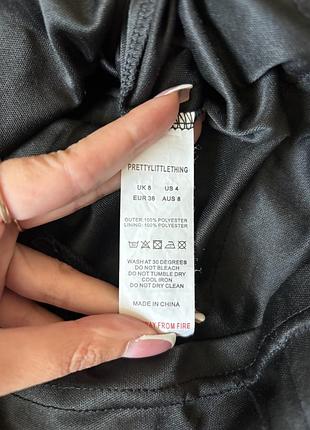 PRETTYLITTLETHING
UK 8 US 4
EUR 36 AUS 8
OUTER: 100% POLYESTER
LINING: 100% POLYESTER
WASH AT 30 DEGREES
DO NOT BLEACH
DO NOT TUMBLE DRY
COOL IRON
DO NOT DRY CLEAN
MADE IN CHINA
WAY FROM FIRE